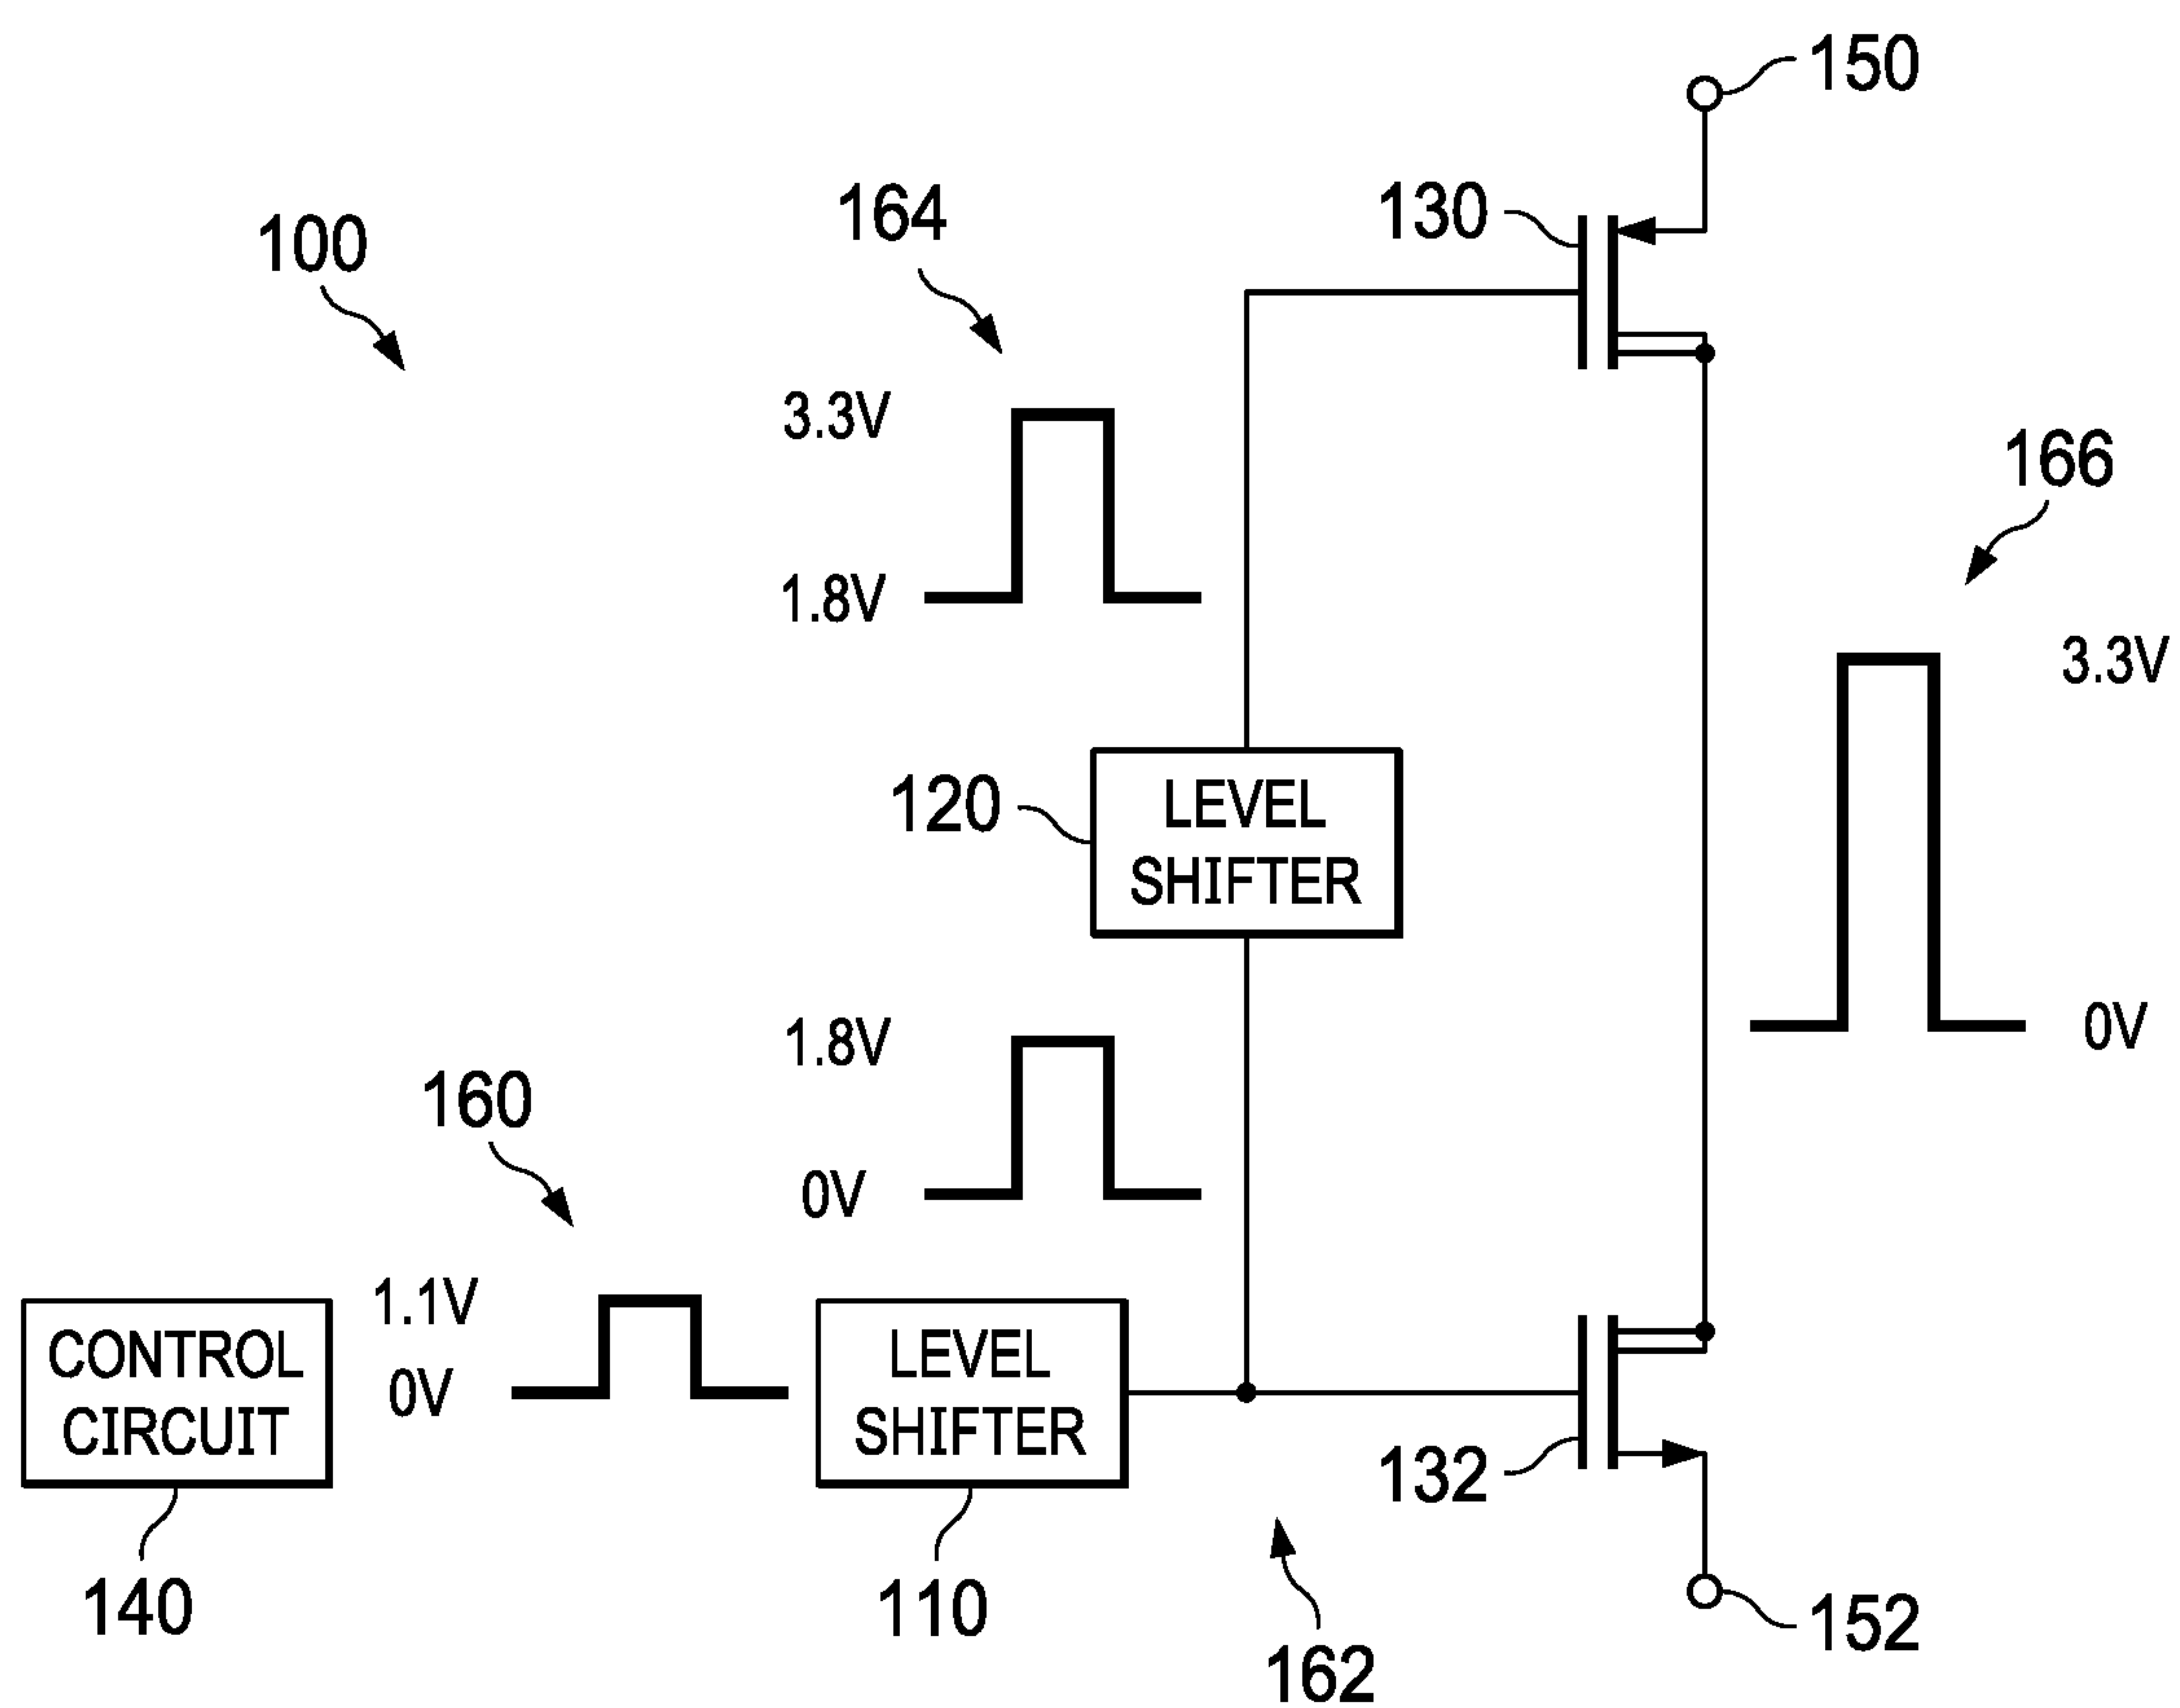 150
164
130
100
3.3V
166
1.8V
3.3V
120
LEVEL
SHIFTER
1.8V
0V
160
0V
1.1V
0V
CONTROL
CIRCUIT
LEVEL
SHIFTER
132
140
110
152
162